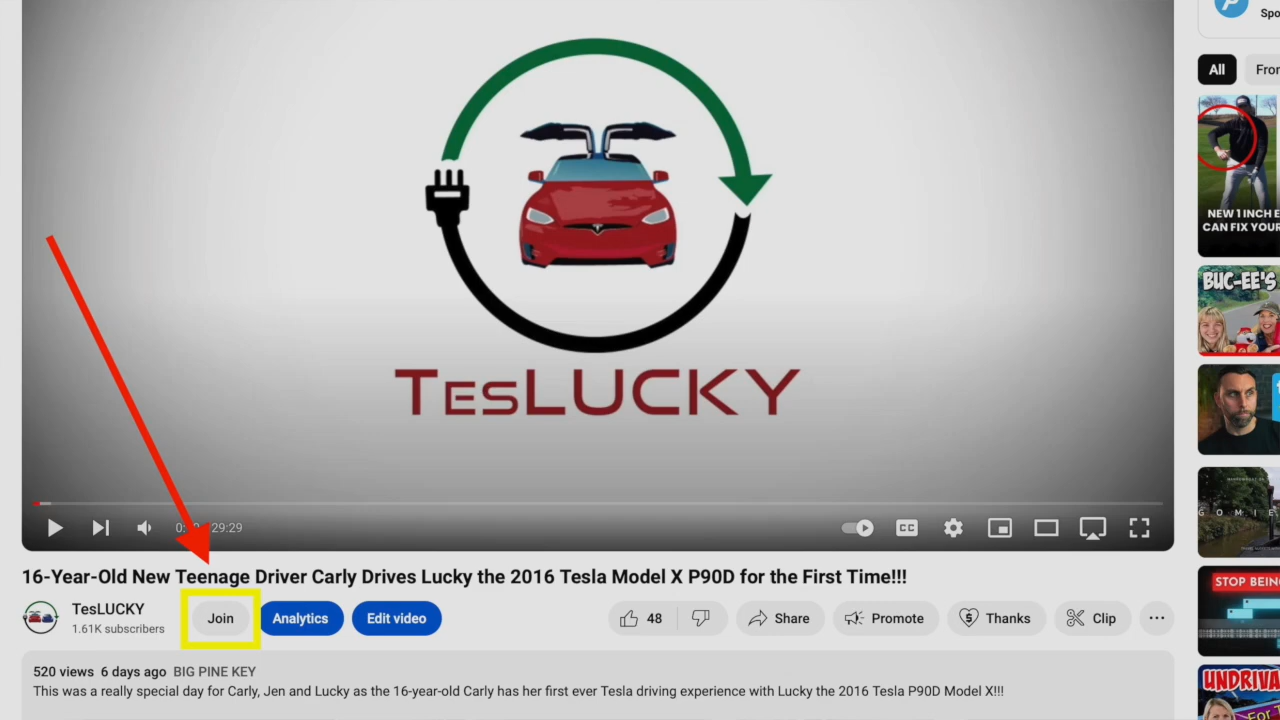 TESLUCKY
29:29
CC
16-Year-Old New Teenage Driver Carly Drives Lucky the 2016 Tesla Model X P90D for the First Time!!!
TesLUCKY
1.61K subscribers
Join
Analytics
Edit video
48
Share
Promote
Thanks
Clip
520 views 6 days ago BIG PINE KEY
This was a really special day for Carly, Jen and Lucky as the 16-year-old Carly has her first ever Tesla driving experience with Lucky the 2016 Tesla P90D Model X!!!
All
NEW 1 INCH
CAN FIX YOUR
BUC-EE'S
STOP